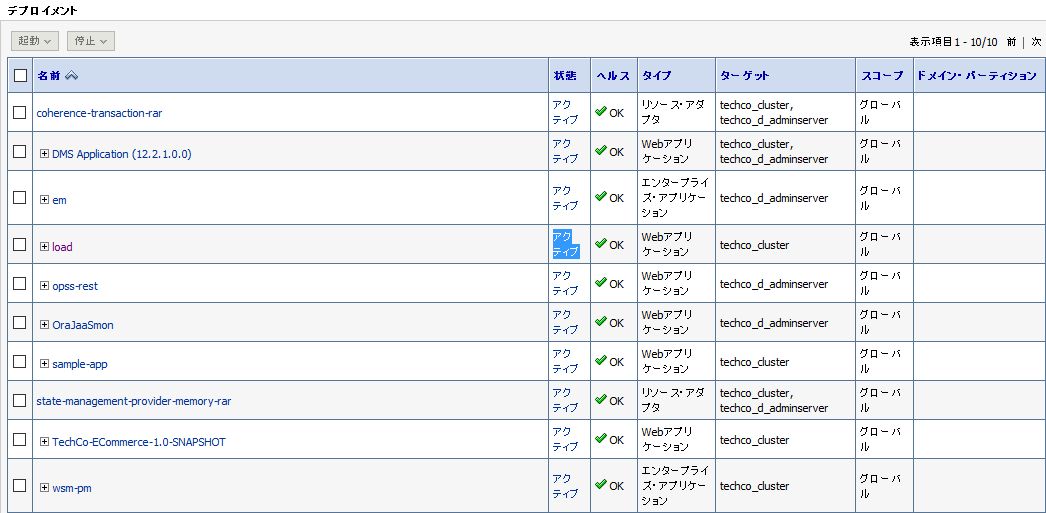 デプロイメント
起動 停止 表示項目1 - 10/10 前 | 次
名前 状態 ヘルス タイプ ターゲット スコープ ドメイン・パーティション
coherence-transaction-rar アク
ティブ OK リソース・アダ
プタ techco_cluster,
techco_d_adminserver グローバ
ル
DMS Application (12.2.1.0.0) アク
ティブ OK Webアプリ
ケーション techco_cluster,
techco_d_adminserver グローバ
ル
em アク
ティブ OK エンタープライ
ズ・アプリケー
ション techco_d_adminserver グローバ
ル
load アク
ティブ OK Webアプリ
ケーション techco_cluster グローバ
ル
opss-rest アク
ティブ OK Webアプリ
ケーション techco_d_adminserver グローバ
ル
OraJaaSmon アク
ティブ OK Webアプリ
ケーション techco_d_adminserver グローバ
ル
sample-app アク
ティブ OK Webアプリ
ケーション techco_cluster グローバ
ル
state-management-provider-memory-rar アク
ティブ OK リソース・アダ
プタ techco_cluster,
techco_d_adminserver グローバ
ル
TechCo-ECommerce-1.0-SNAPSHOT アク
ティブ OK Webアプリ
ケーション techco_cluster グローバ
ル
wsm-pm アク
ティブ OK エンタープライ
ズ・アプリケー
ション techco_cluster グローバ
ル